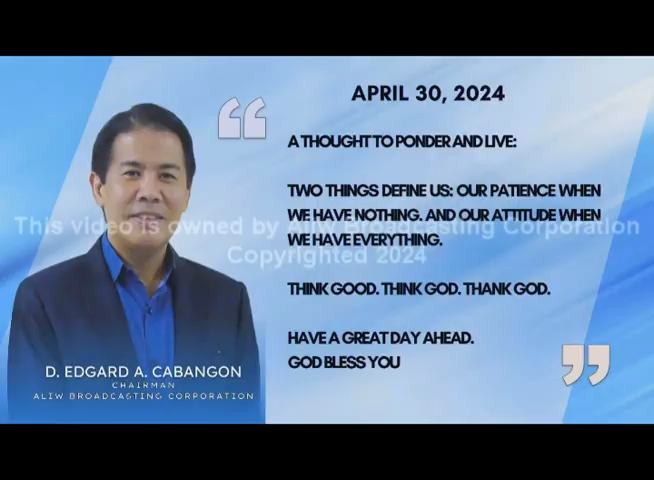 APRIL 30, 2024
A THOUGHT TO PONDER AND LIVE:
TWO THINGS DEFINE US: OUR PATIENCE WHEN
WE HAVE NOTHING. AND OUR ATTITUDE WHEN
WE HAVE EVERYTHING.
THINK GOOD. THINK GOD. THANK GOD.
HAVE A GREAT DAY AHEAD.
GOD BLESS YOU
This video is owned by Aliw Broadcasting Corporation
Copyrighted 2024
D. EDGARD A. CABANGON
CHAIRMAN
ALIW BROADCASTING CORPORATION